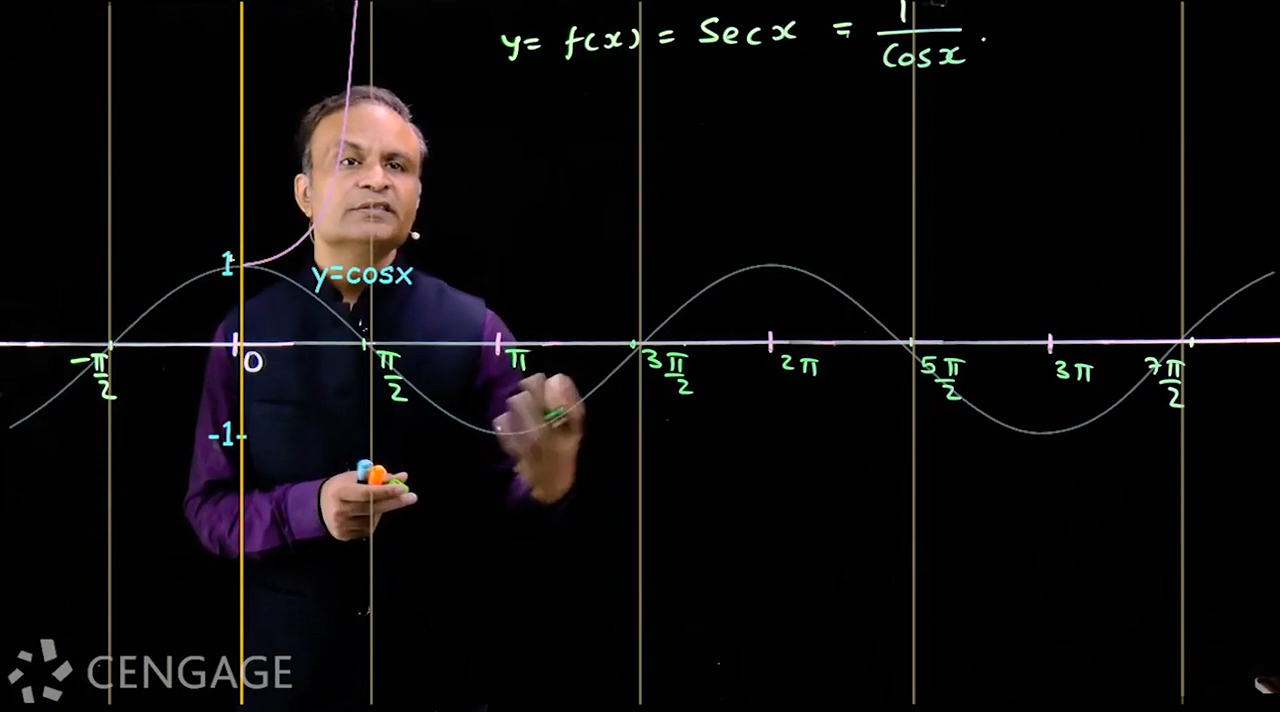 y = f(x) = Sec x = 1/Cos x .
1
y=cosx
-π/2
0
π/2
π
3π/2
2π
5π/2
3π
7π/2
-1
CENGAGE